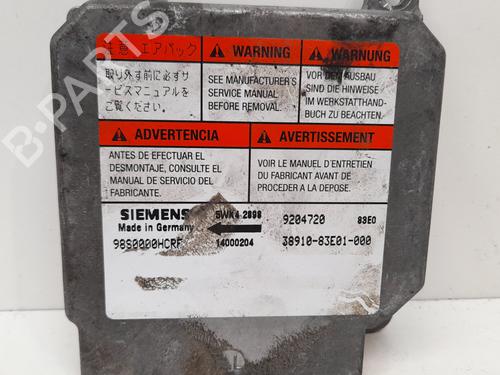 注意 エアバック
取り外す前に必ずサ
ービスマニュアルを
ご覧ください。
WARNING
SEE MANUFACTURER'S
SERVICE MANUAL
BEFORE REMOVAL.
WARNUNG
VOR DEM AUSBAU
SIND DIE HINWEISE
IM WERKSTATTHAND-
BUCH ZU BEACHTEN.
ADVERTENCIA
ANTES DE EFECTUAR EL
DESMONTAJE, CONSULTE EL
MANUAL DE SERVICIO DEL
FABRICANTE.
AVERTISSEMENT
VOIR LE MANUEL D'ENTRETIEN
DU FABRICANT AVANT DE
PROCEDER A LA DEPOSE.
SIEMENS 5WK4 2898 9204720 83E0
Made in Germany
98S0000HCRF 14000204 38910-83E01-000
B-PARTS